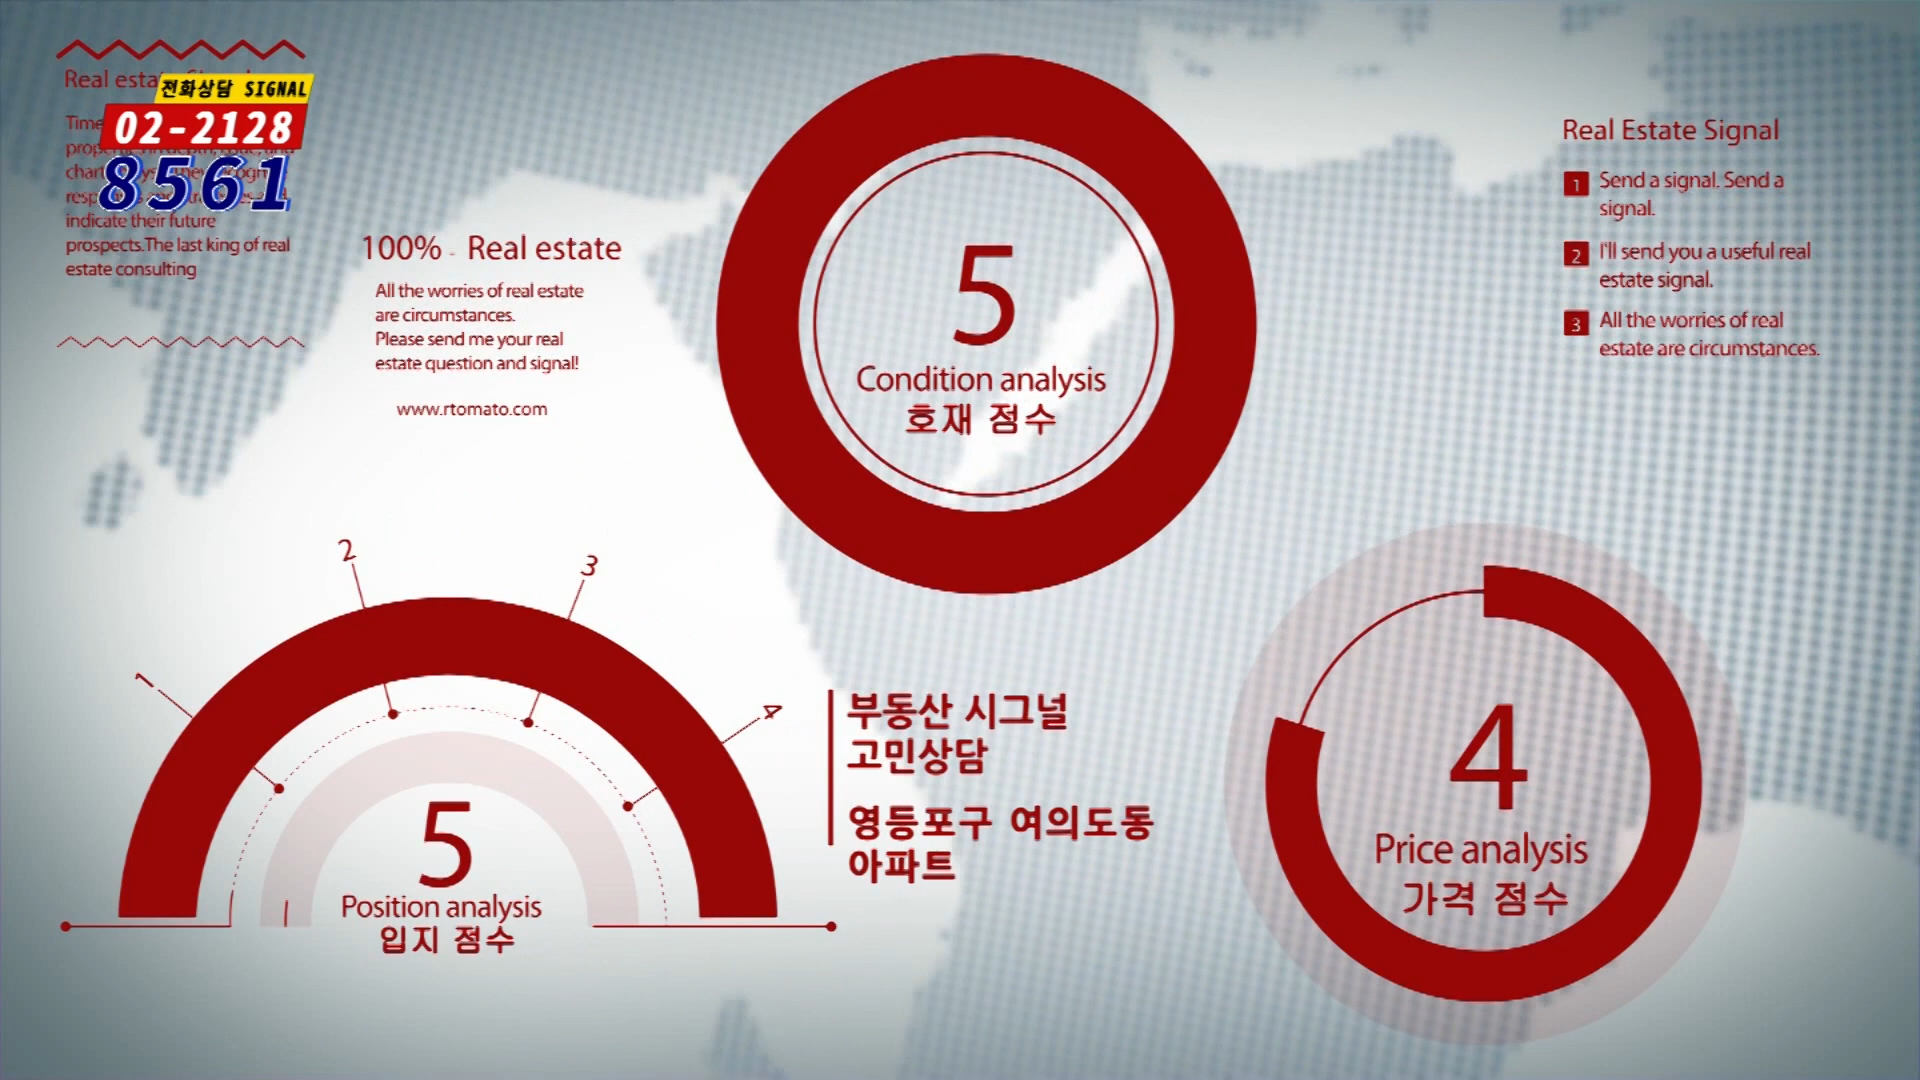 Real esta
전화상담 SIGNAL
02-2128
8561
Time
indicate their future
prospects.The last king of real
estate consulting
100% - Real estate
All the worries of real estate
are circumstances.
Please send me your real
estate question and signal!
www.rtomato.com
5
Condition analysis
호재 점수
Real Estate Signal
1 Send a signal. Send a
signal.
2 I'll send you a useful real
estate signal.
3 All the worries of real
estate are circumstances.
1
2
3
4
5
Position analysis
입지 점수
부동산 시그널
고민상담
영등포구 여의도동
아파트
4
Price analysis
가격 점수